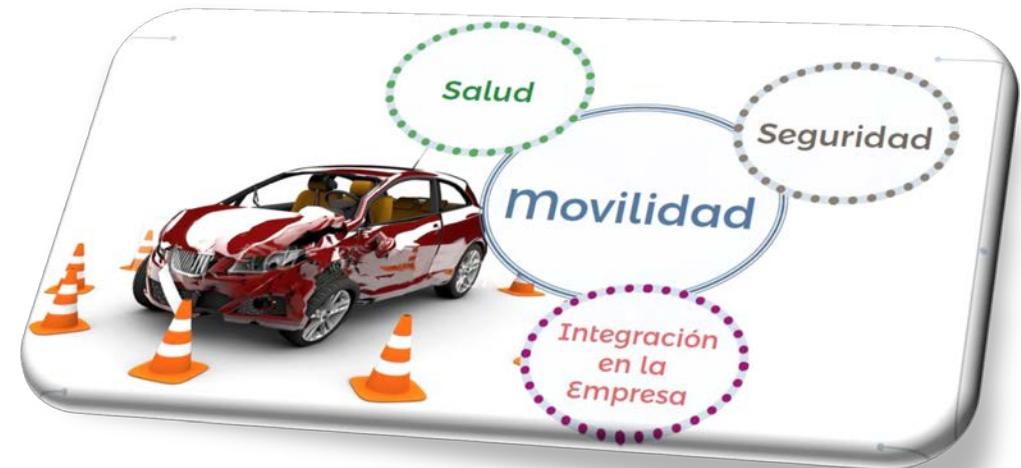 Salud
Seguridad
Movilidad
Integración
en la
Empresa